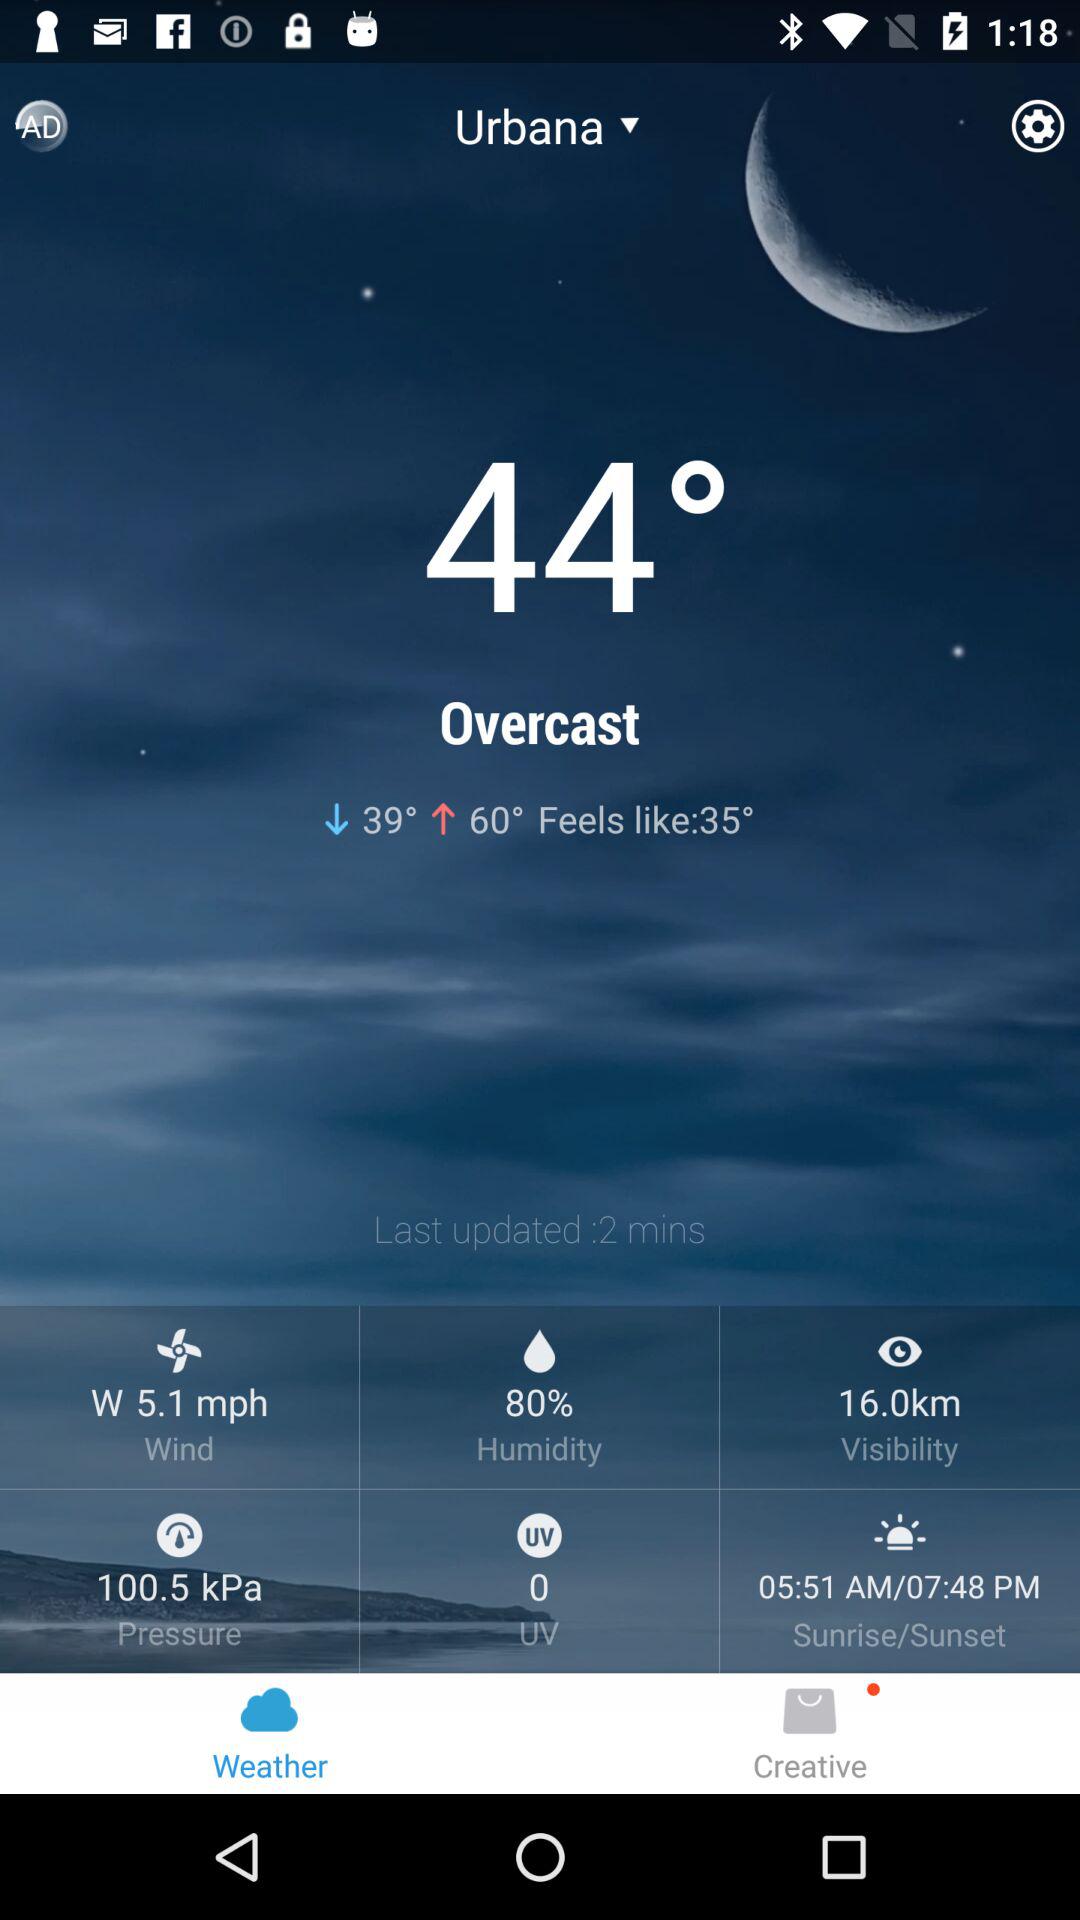 1:18
AD Urbana
44°
Overcast
39° 60° Feels like:35°
Last updated :2 mins
W 5.1 mph 80% 16.0km
Wind Humidity Visibility
UV
100.5 kPa 0 05:51 AM/07:48 PM
Pressure UV Sunrise/Sunset
Weather Creative